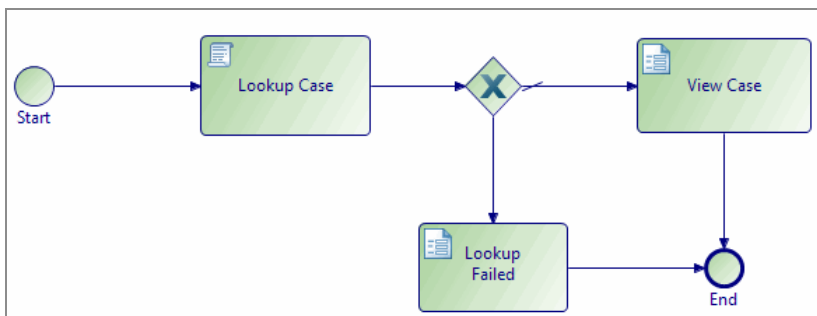 Lookup Case
View Case
Start
Lookup
Failed
End